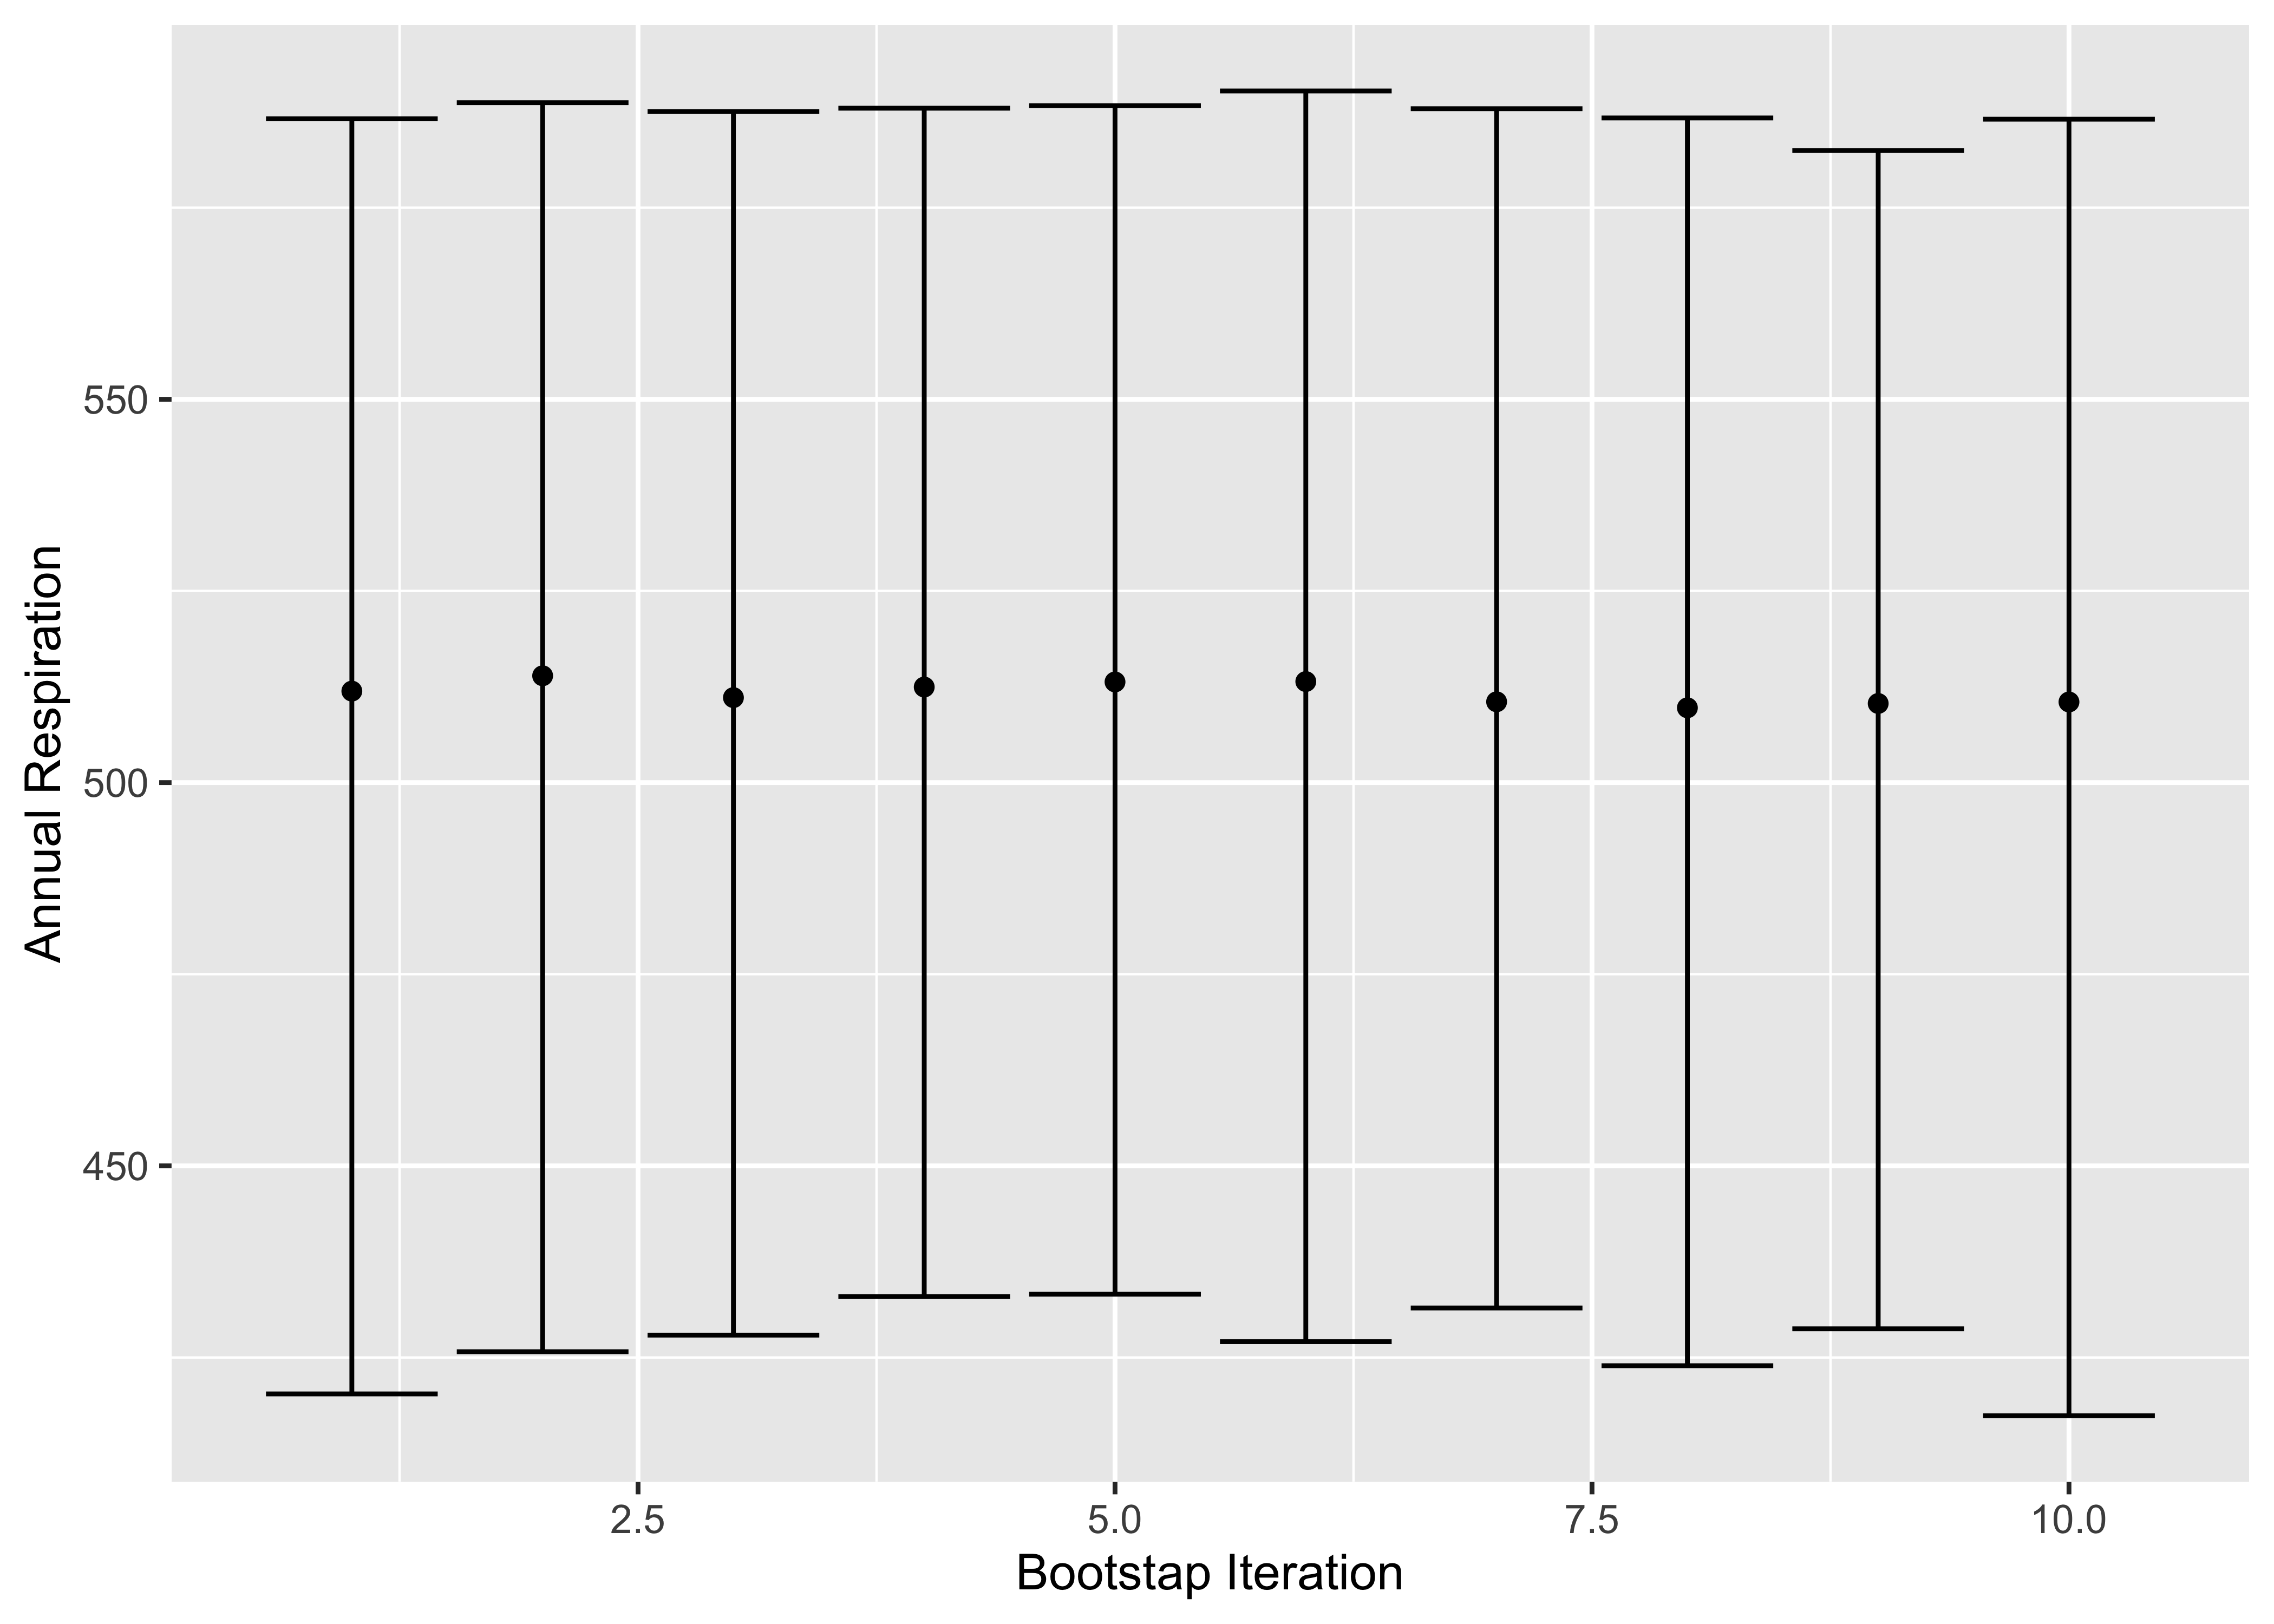 Annual Respiration
550
500
450
2.5 5.0 7.5 10.0
Bootstap Iteration